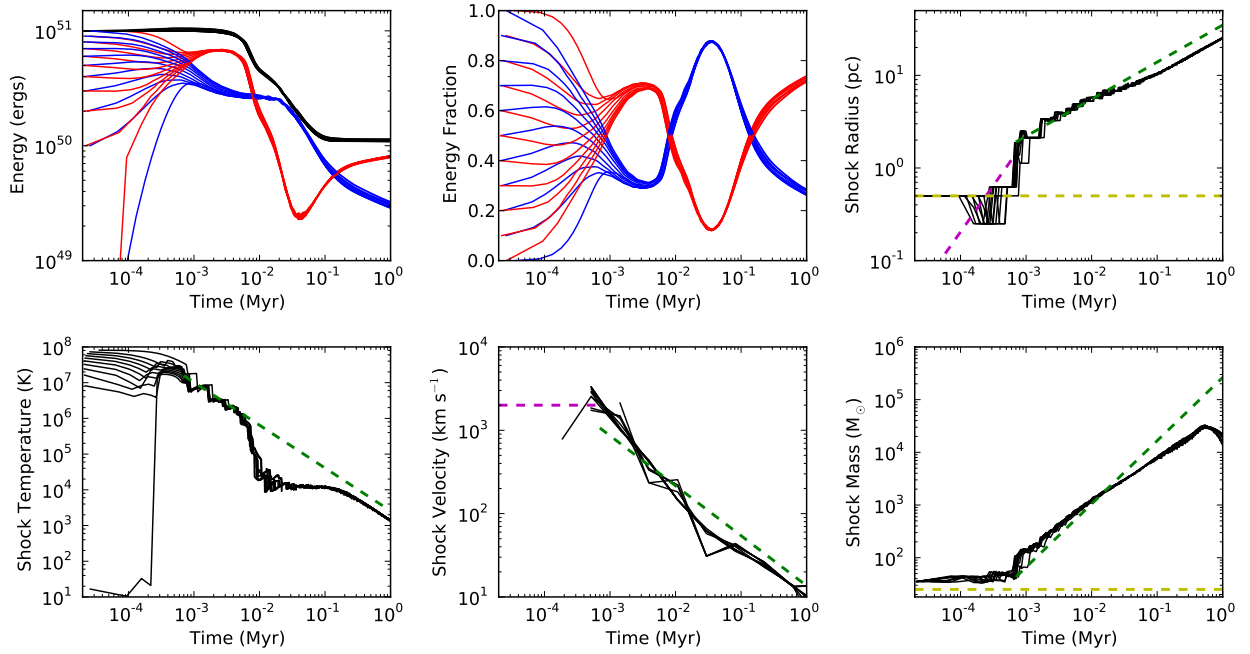 Energy (ergs)
10^51
10^50
10^49
10^-4 10^-3 10^-2 10^-1 10^0
Time (Myr)
Energy Fraction
1.0
0.8
0.6
0.4
0.2
0.0
10^-4 10^-3 10^-2 10^-1 10^0
Time (Myr)
Shock Radius (pc)
10^1
10^0
10^-1
10^-4 10^-3 10^-2 10^-1 10^0
Time (Myr)
Shock Temperature (K)
10^8
10^7
10^6
10^5
10^4
10^3
10^2
10^1
10^-4 10^-3 10^-2 10^-1 10^0
Time (Myr)
Shock Velocity (km s^-1)
10^4
10^3
10^2
10^1
10^-4 10^-3 10^-2 10^-1 10^0
Time (Myr)
Shock Mass (M_⊙)
10^6
10^5
10^4
10^3
10^2
10^-4 10^-3 10^-2 10^-1 10^0
Time (Myr)